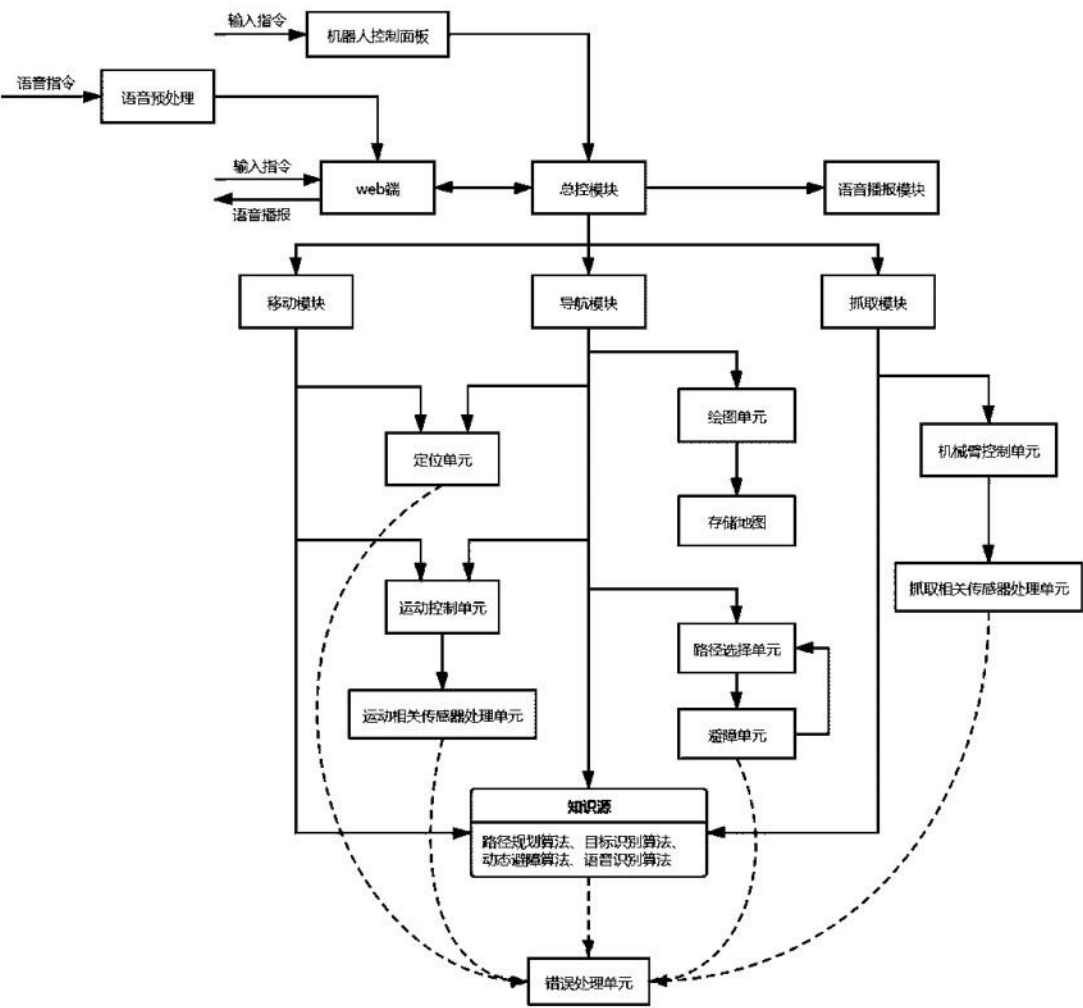 输入指令
机器人控制面板
语音指令
语音预处理
输入指令
web端
总控模块
语音播报模块
语音播报
移动模块
导航模块
抓取模块
绘图单元
定位单元
机械臂控制单元
存储地图
抓取相关传感器处理单元
运动控制单元
路径选择单元
运动相关传感器处理单元
避障单元
知识源
路径规划算法、目标识别算法、
动态避障算法、语音识别算法
错误处理单元